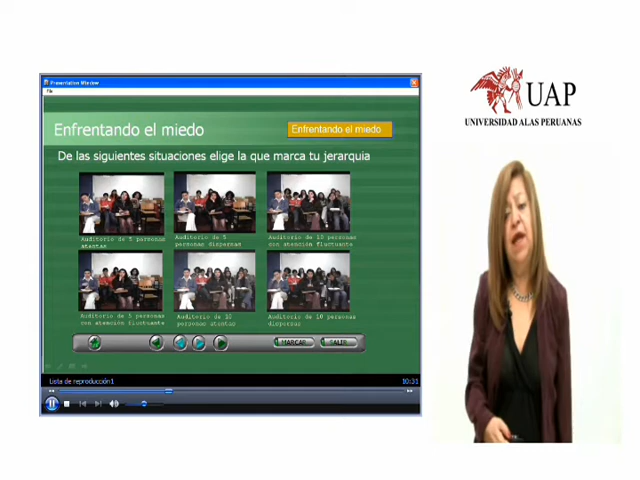 Presentation Window
File
Enfrentando el miedo
Enfrentando el miedo
De las siguientes situaciones elige la que marca tu jerarquía
Auditorio de 5 personas
atentas
Auditorio de 5
personas dispersas
Auditorio de 10 personas
con atención fluctuante
Auditorio de 5 personas
con atención fluctuante
Auditorio de 10
personas atentas
Auditorio de 10 personas
dispersas
MARCAR
SALIR
Lista de reproducción1
10:31
UAP
UNIVERSIDAD ALAS PERUANAS